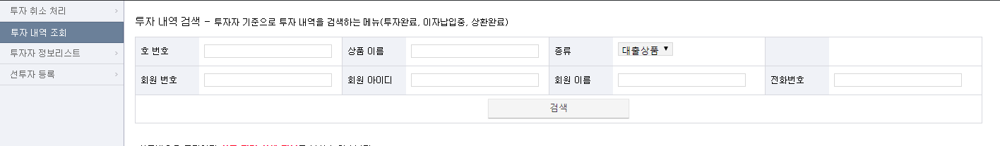 투자 취소 처리
투자 내역 조회
투자자 정보리스트
선투자 등록
투자 내역 검색 - 투자자 기준으로 투자 내역을 검색하는 메뉴(투자완료, 이자납입중, 상환완료)
호 번호 상품 이름 종류 대출상품
회원 번호 회원 아이디 회원 이름 전화번호
검색